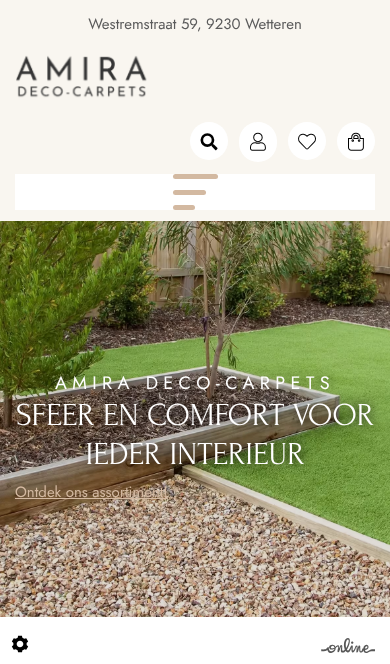 Westremstraat 59, 9230 Wetteren
AMIRA
DECO-CARPETS
AMIRA DECO-CARPETS
SFEER EN COMFORT VOOR
IEDER INTERIEUR
Ontdek ons assortiment!
online